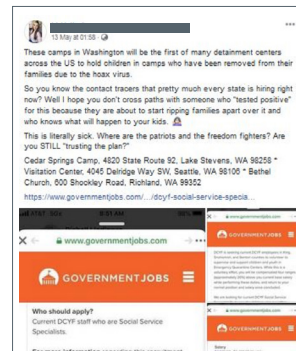 13 May at 01:58
These camps in Washington will be the first of many detainment centers
across the US to hold children in camps who have been removed from their
families due to the hoax virus.
So you know the contact tracers that pretty much every state is hiring right
now? Well I hope you don't cross paths with someone who "tested positive"
for this because they are about to start ripping families apart over it and
who knows what will happen to your kids. 🤷🏼‍♀️
This is literally sick. Where are the patriots and the freedom fighters? Are
you STILL "trusting the plan?"
Cedar Springs Camp, 4820 State Route 92, Lake Stevens, WA 98258 *
Visitation Center, 4045 Delridge Way SW, Seattle, WA 98106 * Bethel
Church, 600 Shockley Road, Richland, WA 99352
https://www.governmentjobs.com/.../dcyf-social-service-specia...
www.governmentjobs.com
GOVERNMENTJOBS
Who should apply?
Current DCYF staff who are Social Service
Specialists.
www.governmentjobs.com
GOVERNMENTJOBS
Salary